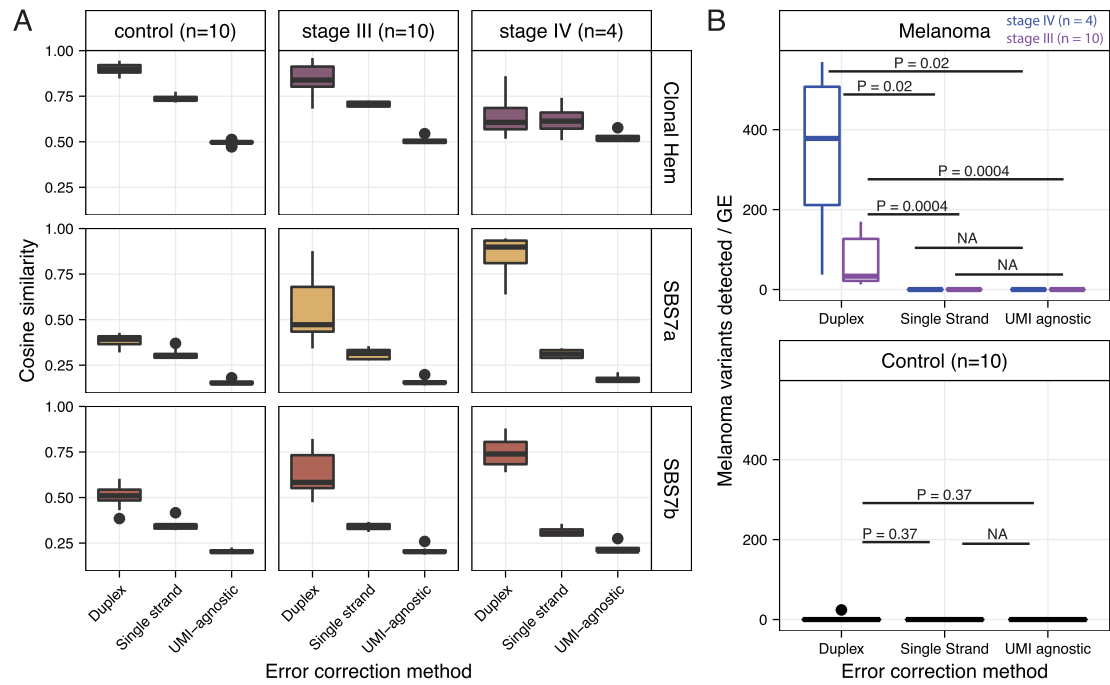 A
control (n=10)
stage III (n=10)
stage IV (n=4)
Cosine similarity
1.00
0.75
0.50
0.25
Clonal Hem
1.00
0.75
0.50
0.25
SBS7a
1.00
0.75
0.50
0.25
SBS7b
Duplex
Single strand
UMI−agnostic
Duplex
Single strand
UMI−agnostic
Duplex
Single strand
UMI−agnostic
Error correction method
B
Melanoma
stage IV (n = 4)
stage III (n = 10)
Melanoma variants detected / GE
400
200
0
P = 0.02
P = 0.02
P = 0.0004
P = 0.0004
NA
NA
Duplex
Single Strand
UMI agnostic
Control (n=10)
400
200
0
P = 0.37
P = 0.37
NA
Duplex
Single Strand
UMI agnostic
Error correction method